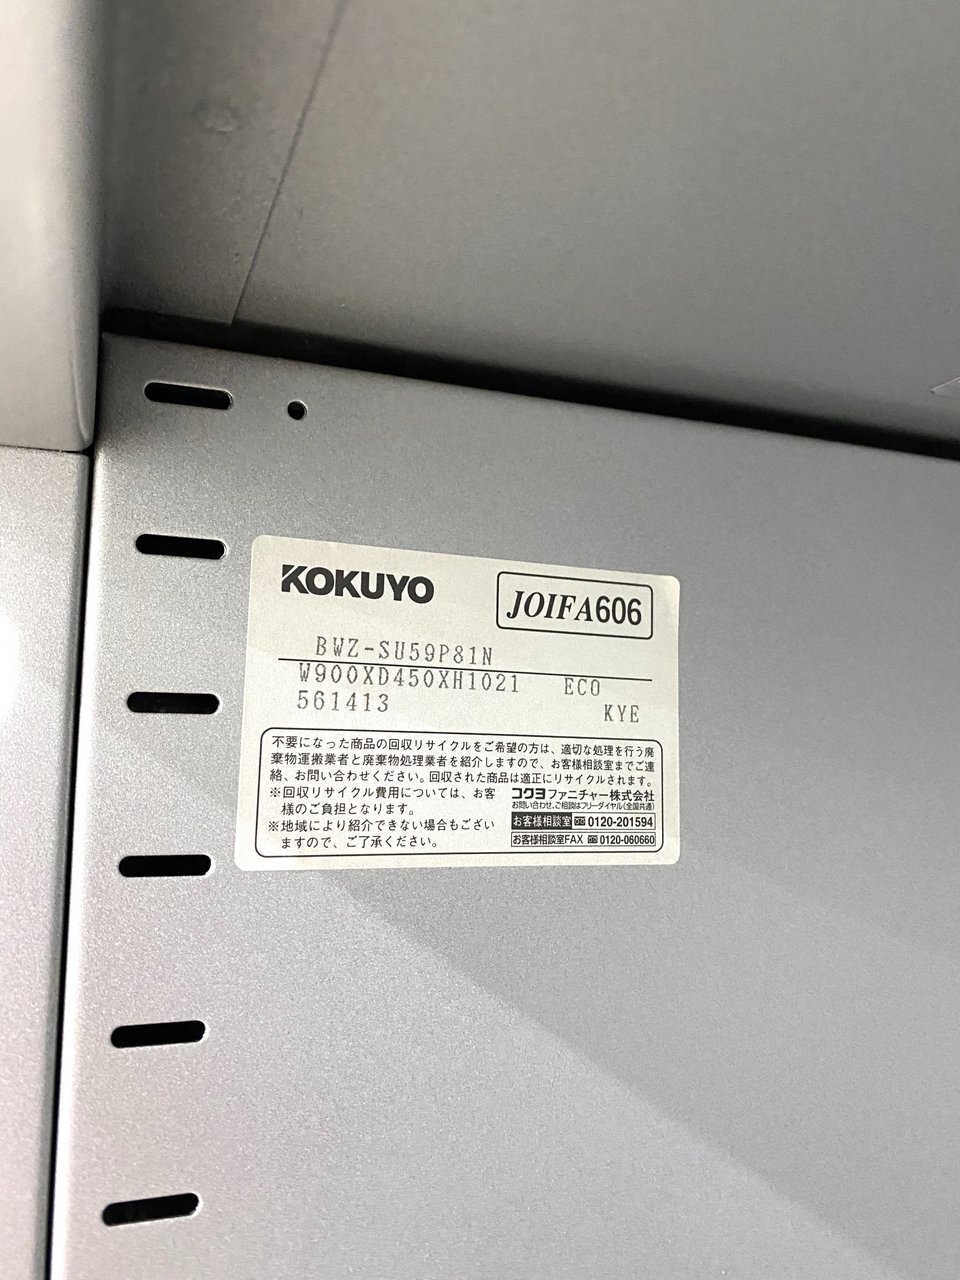 KOKUYO
JOIFA606
BWZ-SU59P81N
W900XD450XH1021 ECO
561413 KYE
不要になった商品の回収リサイクルをご希望の方は、適切な処理を行う廃
棄物運搬業者と廃棄物処理業者を紹介しますので、お客様相談室までご連
絡、お問い合わせください。回収された商品は適正にリサイクルされます。
※回収リサイクル費用については、お客
様のご負担となります。
※地域により紹介できない場合もござい
ますので、ご了承ください。
コクヨファニチャー株式会社
お問い合わせ、ご相談はフリーダイヤル(全国共通)
お客様相談室 0120-201594
お客様相談室FAX 0120-060660